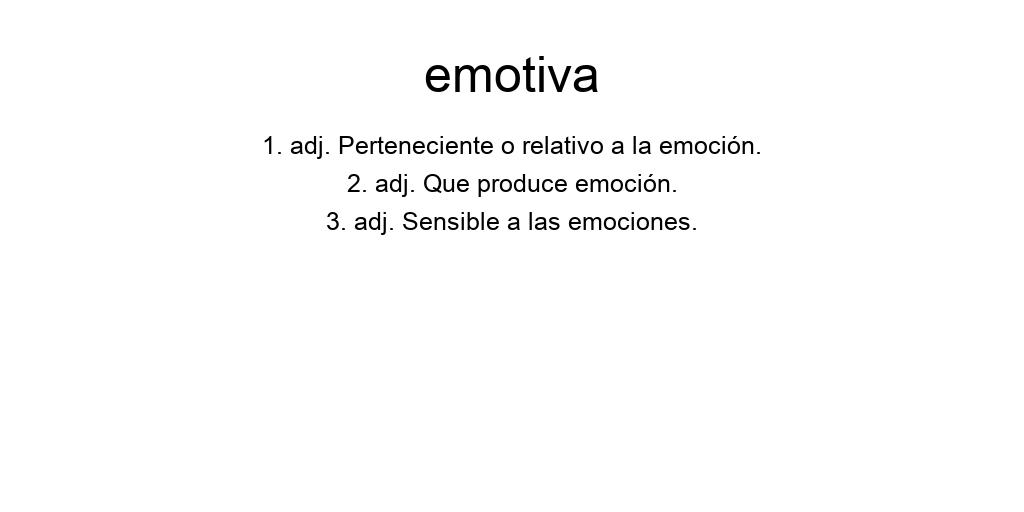 emotiva
1. adj. Perteneciente o relativo a la emoción.
2. adj. Que produce emoción.
3. adj. Sensible a las emociones.